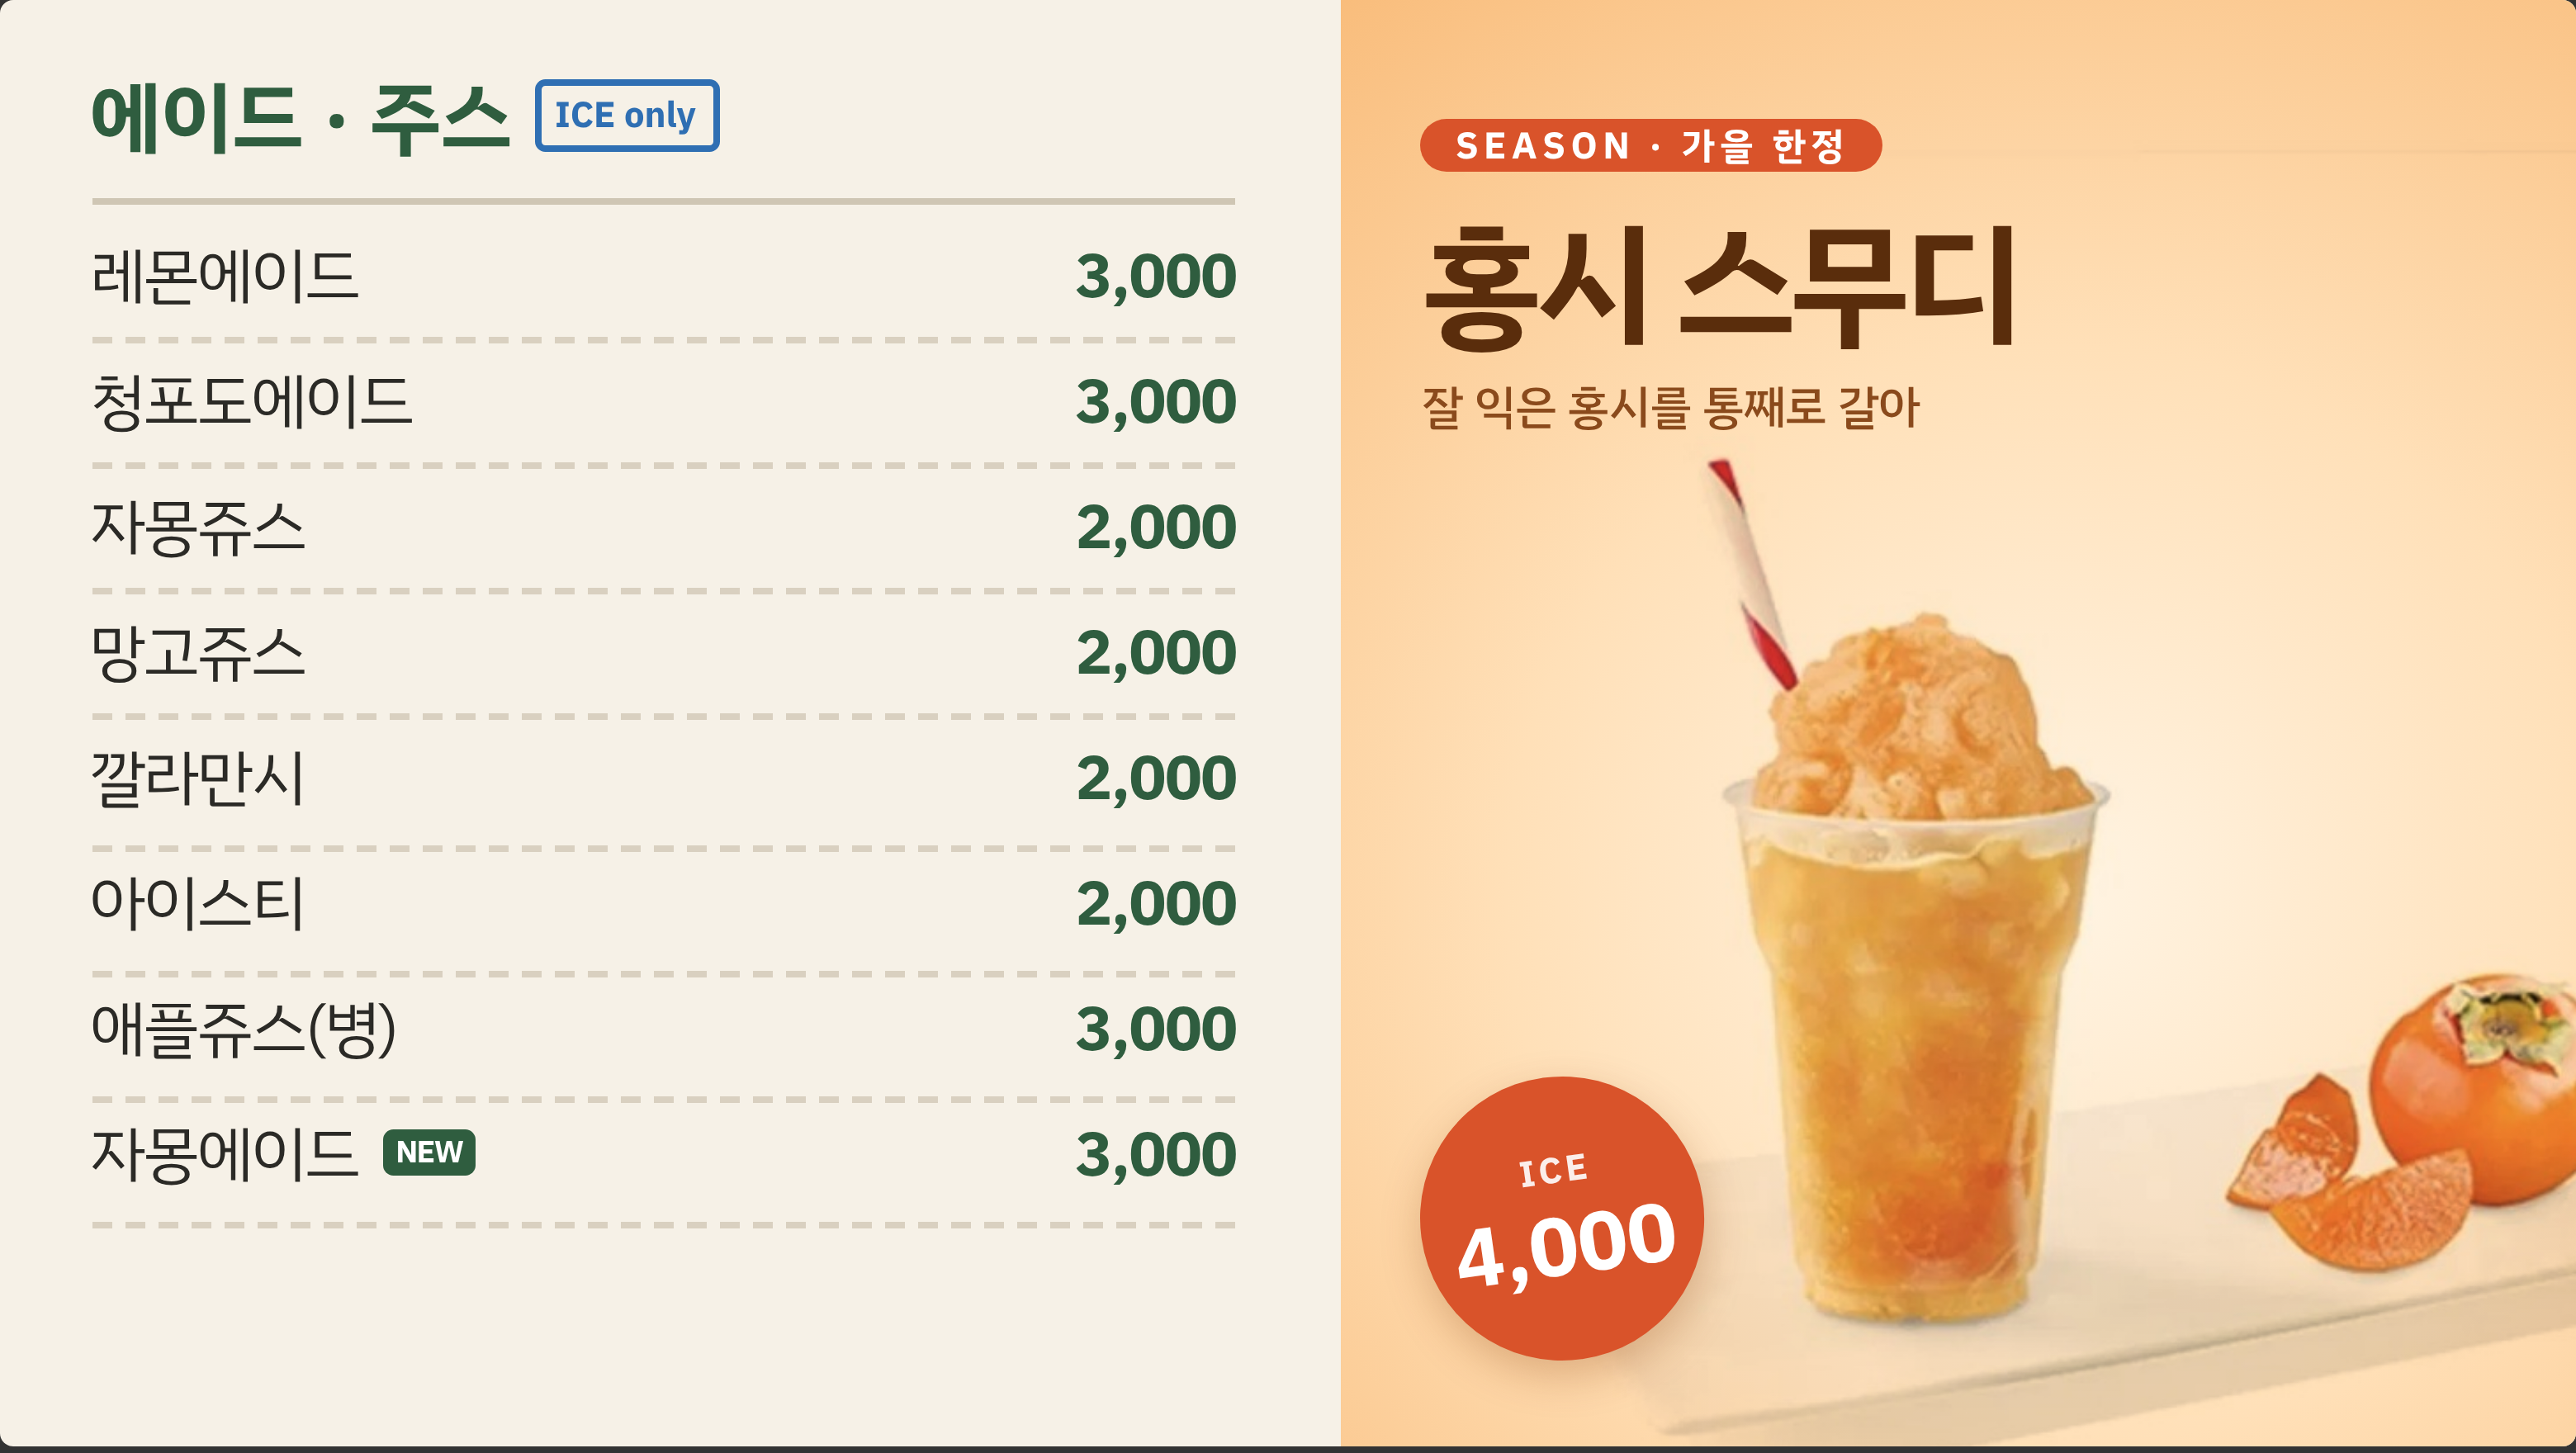 에이드 · 주스 ICE only
레몬에이드 3,000
청포도에이드 3,000
자몽쥬스 2,000
망고쥬스 2,000
깔라만시 2,000
아이스티 2,000
애플쥬스(병) 3,000
자몽에이드 NEW 3,000
SEASON · 가을 한정
홍시 스무디
잘 익은 홍시를 통째로 갈아
ICE
4,000